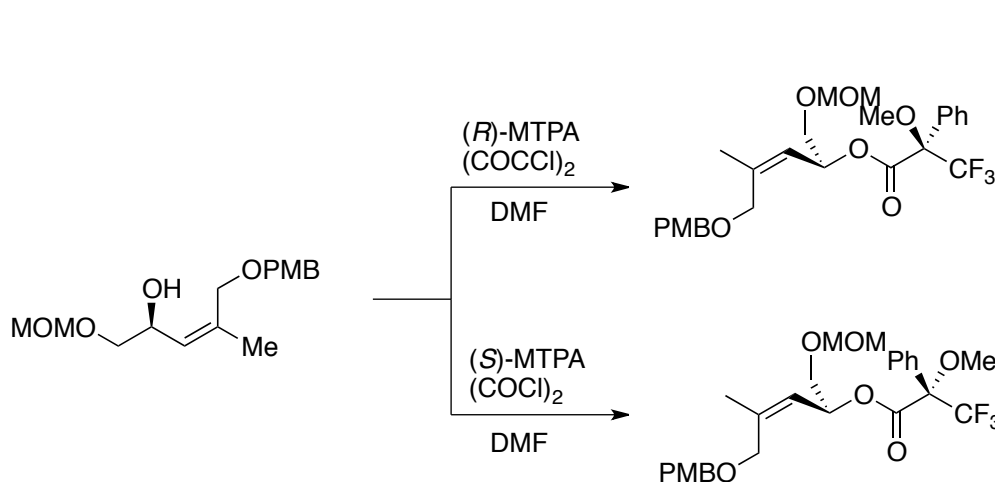 OMOM
MeO
Ph
(R)-MTPA
(COCCl)2
O
CF3
DMF
O
PMBO
OH
OPMB
MOMO
Me
(S)-MTPA
(COCl)2
OMOM
Ph
OMe
O
CF3
DMF
O
PMBO